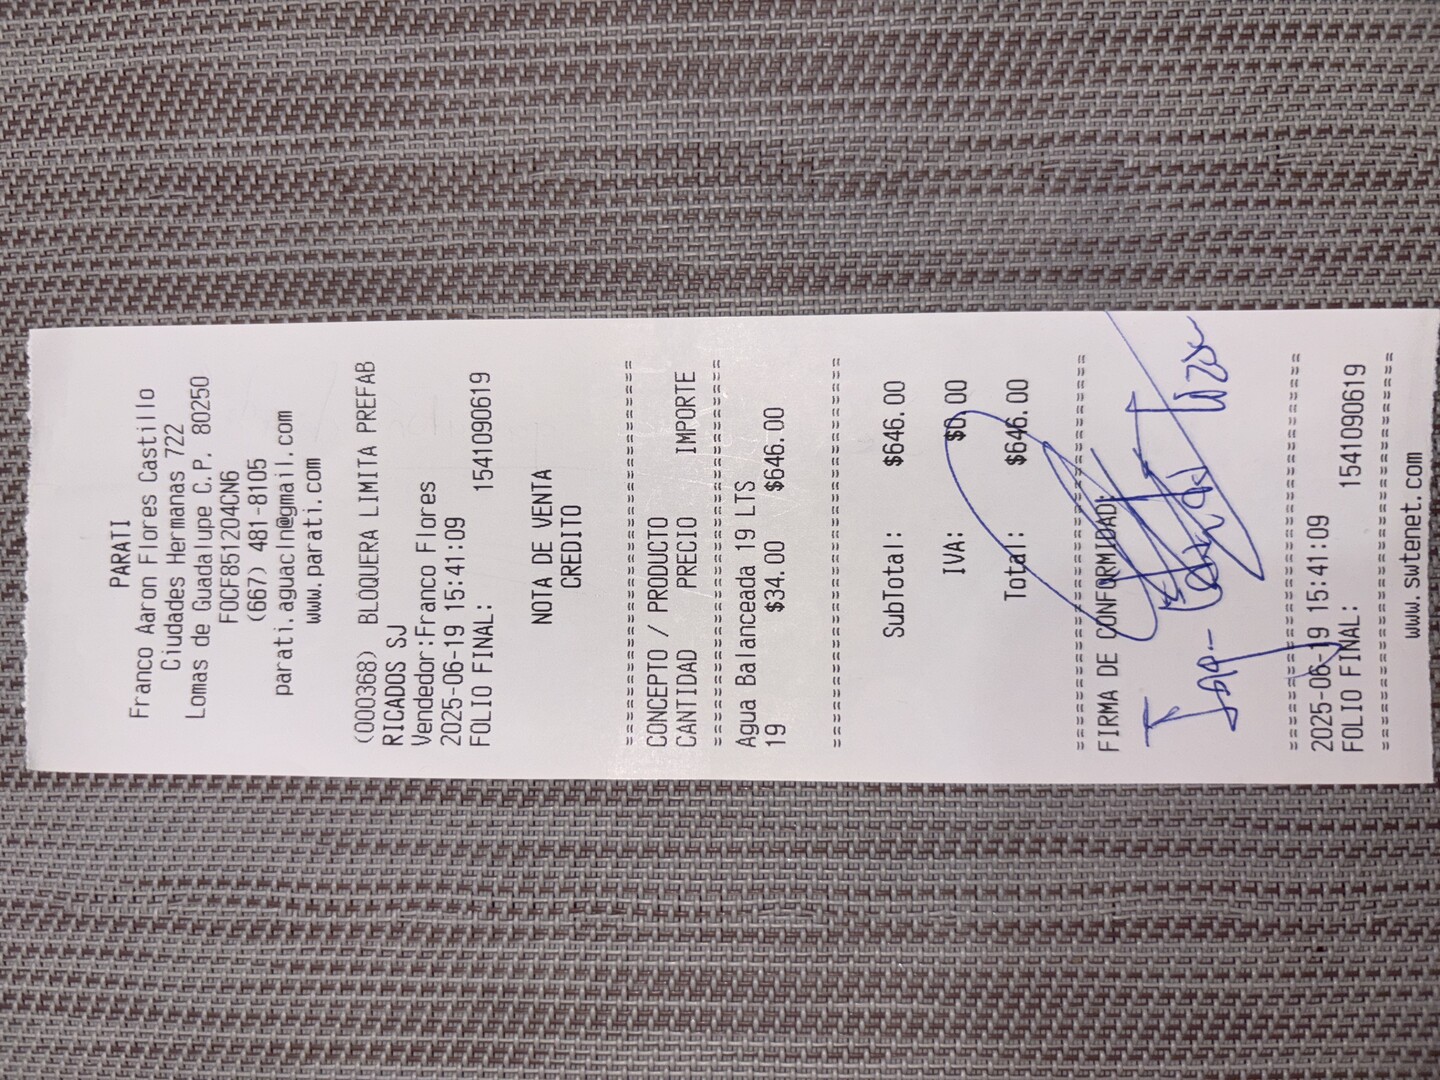 PARATI
Franco Aaron Flores Castillo
Ciudades Hermanas 722
Lomas de Guadalupe C.P. 80250
FOCF851204CN6
(667) 481-8105
parati.aguacln@gmail.com
www.parati.com
(000368) BLOQUERA LIMITA PREFAB
RICADOS SJ
Vendedor:Franco Flores
2025-06-19 15:41:09
FOLIO FINAL: 1541090619
NOTA DE VENTA
CREDITO
================================
CONCEPTO / PRODUCTO
CANTIDAD PRECIO IMPORTE
================================
Agua Balanceada 19 LTS
19 $34.00 $646.00
================================
SubTotal: $646.00
IVA: $0.00
Total: $646.00
================================
FIRMA DE CONFORMIDAD:
================================
2025-06-19 15:41:09
FOLIO FINAL: 1541090619
================================
www.swtenet.com